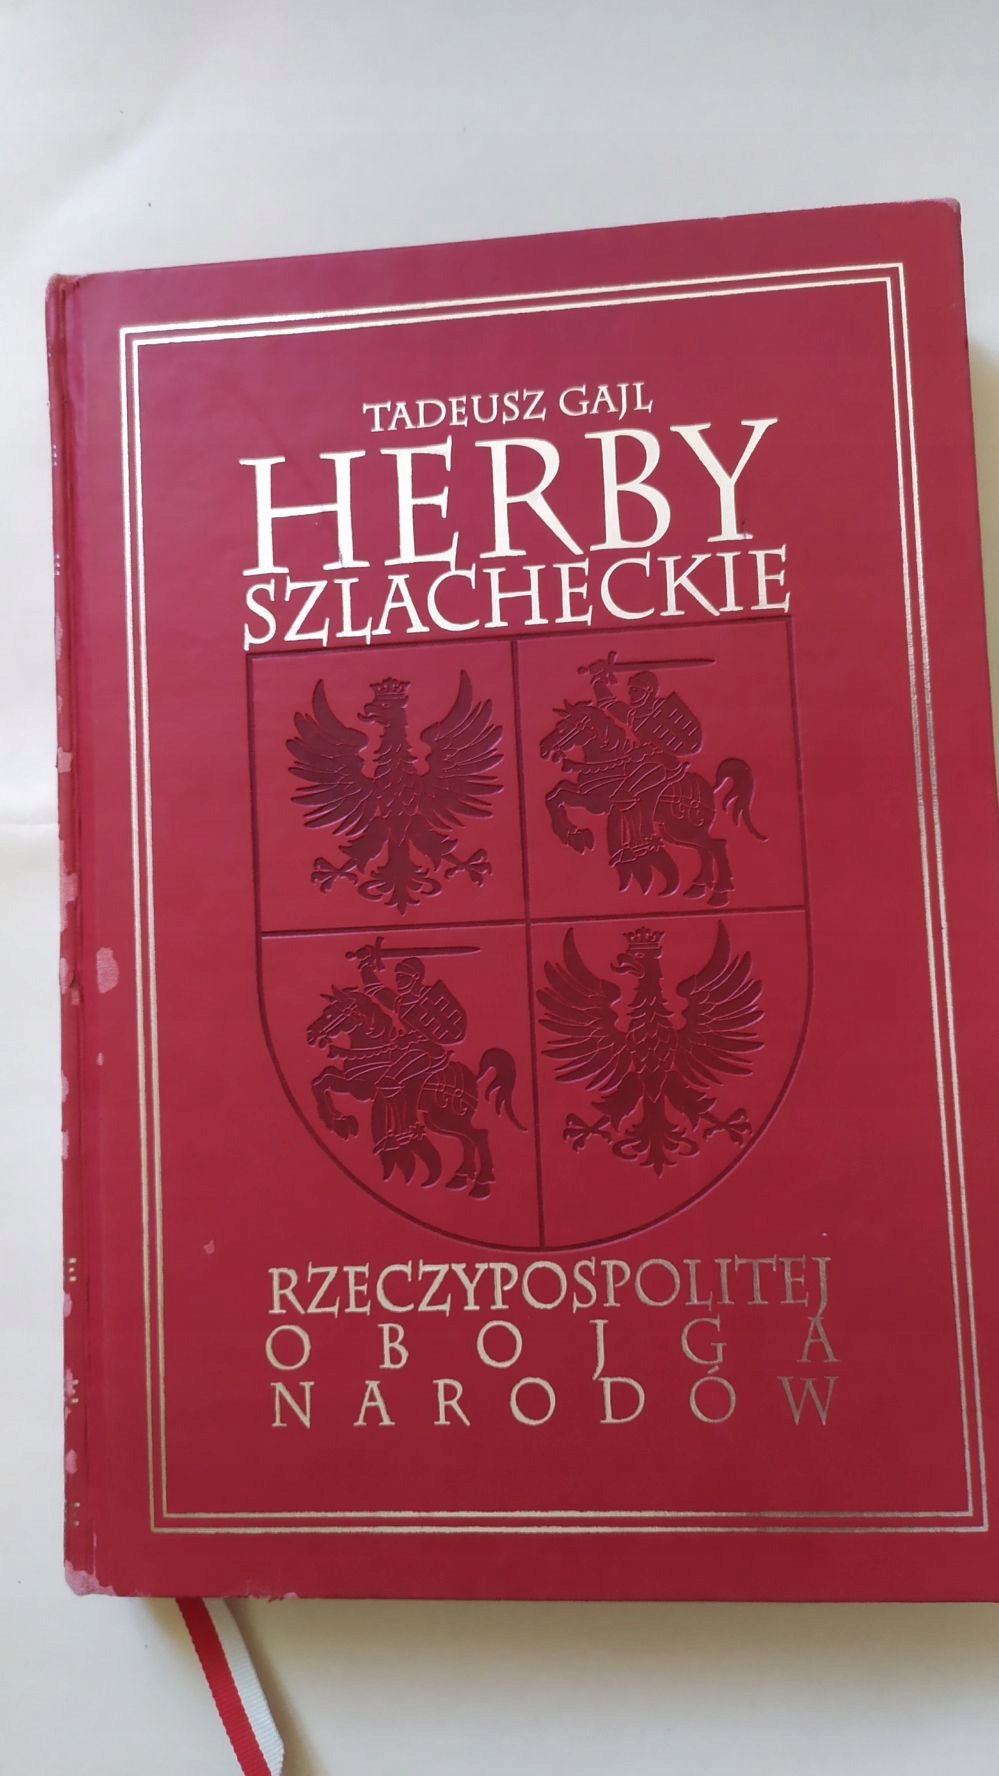 TADEUSZ GAJL
HERBY
SZLACHECKIE
RZECZYPOSPOLITEJ
OBOJGA
NARODÓW